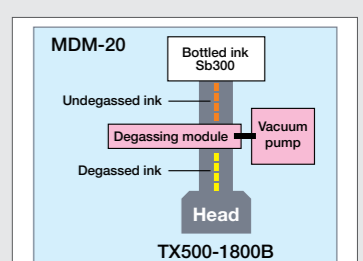 MDM-20
Bottled ink
Sb300
Undegassed ink
Degassing module
Vacuum
pump
Degassed ink
Head
TX500-1800B